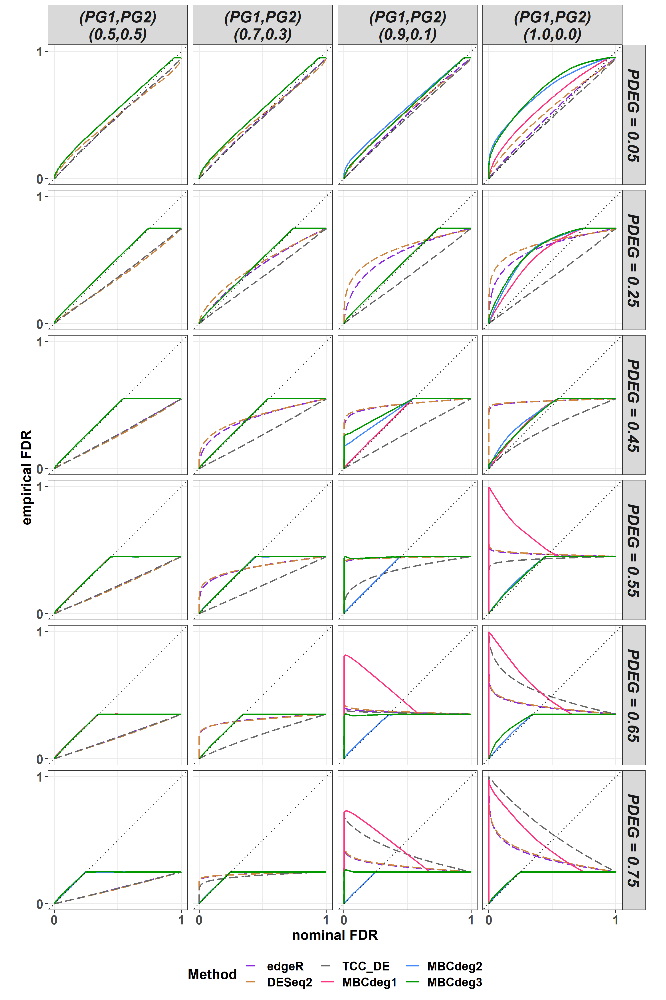 (PG1,PG2) (PG1,PG2) (PG1,PG2) (PG1,PG2)
(0.5,0.5) (0.7,0.3) (0.9,0.1) (1.0,0.0)
1
0
PDEG = 0.05
1
0
PDEG = 0.25
1
0
PDEG = 0.45
empirical FDR
1
0
PDEG = 0.55
1
0
PDEG = 0.65
1
0
PDEG = 0.75
0 1 0 1 0 1 0 1
nominal FDR
Method
edgeR TCC_DE MBCdeg2
DESeq2 MBCdeg1 MBCdeg3